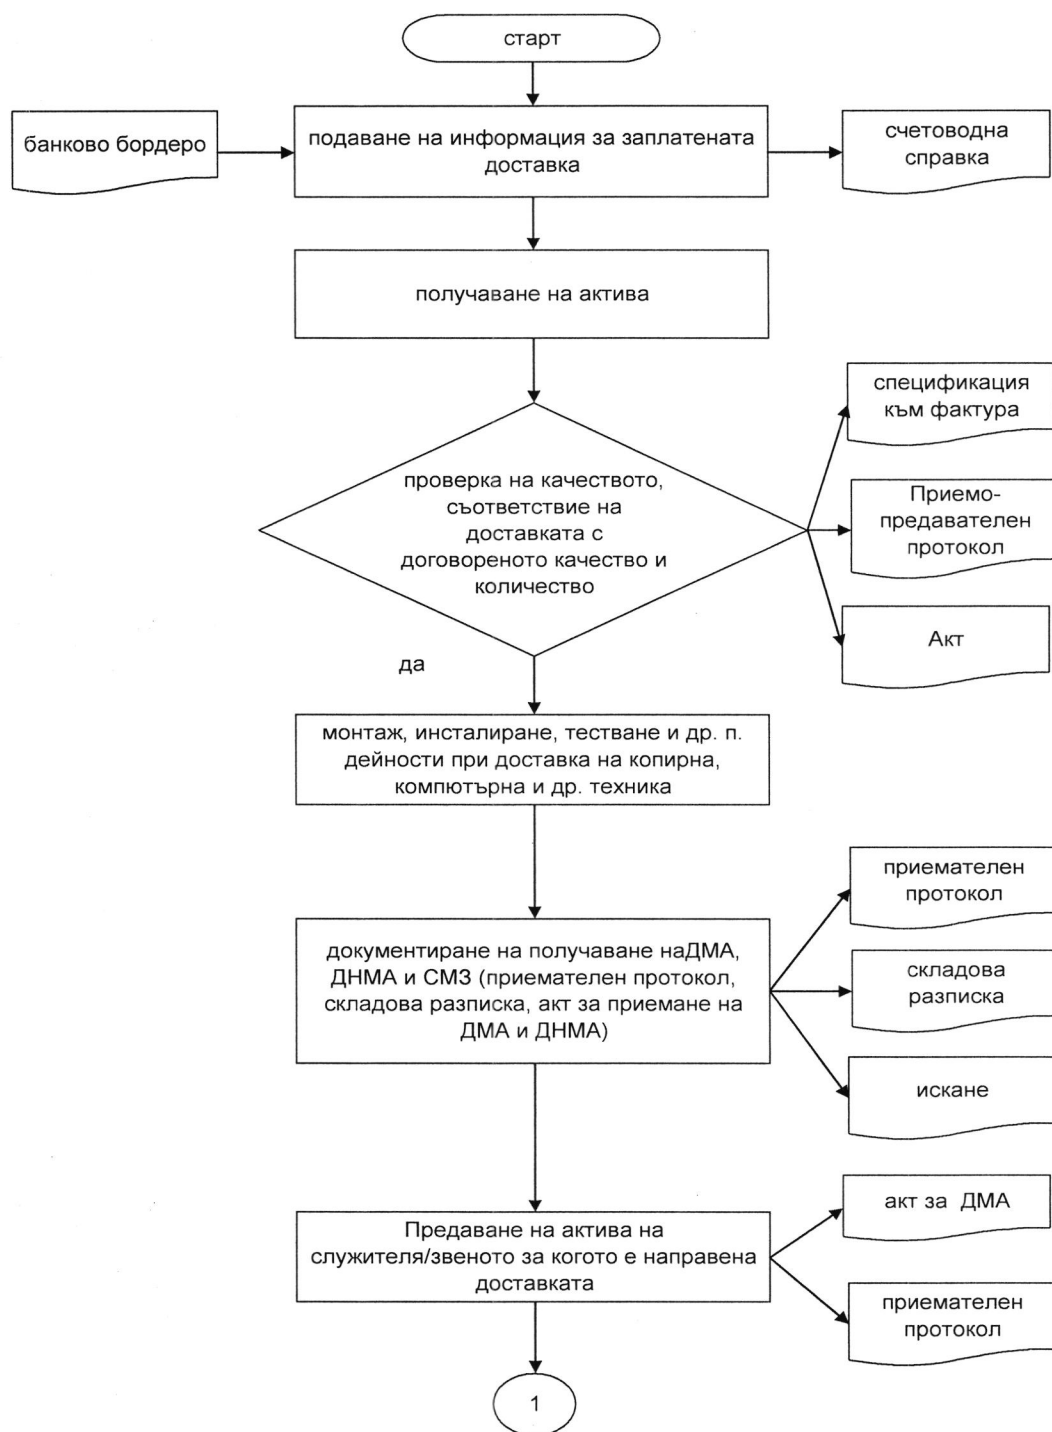 старт
банково бордеро
подаване на информация за заплатената
доставка
счетоводна
справка
получаване на актива
спецификация
към фактура
проверка на качеството,
съответствие на
доставката с
договореното качество и
количество
Приемо-
предавателен
протокол
Акт
да
монтаж, инсталиране, тестване и др. п.
дейности при доставка на копирна,
компютърна и др. техника
приемателен
протокол
документиране на получаване наДМА,
ДНМА и СМЗ (приемателен протокол,
складова разписка, акт за приемане на
ДМА и ДНМА)
складова
разписка
искане
акт за ДМА
Предаване на актива на
служителя/звеното за когото е направена
доставката
приемателен
протокол
1